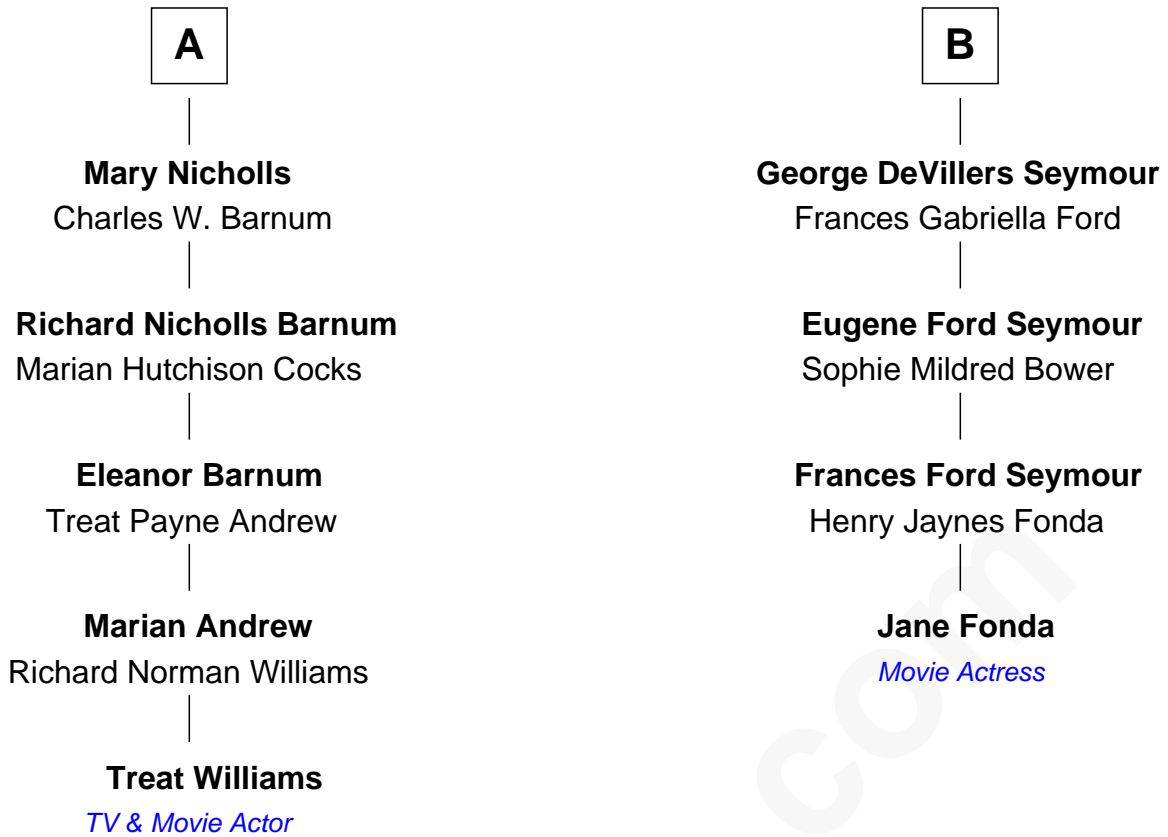 A
Mary Nicholls
Charles W. Barnum
Richard Nicholls Barnum
Marian Hutchison Cocks
Eleanor Barnum
Treat Payne Andrew
Marian Andrew
Richard Norman Williams
Treat Williams
TV & Movie Actor
B
George DeVillers Seymour
Frances Gabriella Ford
Eugene Ford Seymour
Sophie Mildred Bower
Frances Ford Seymour
Henry Jaynes Fonda
Jane Fonda
Movie Actress
com